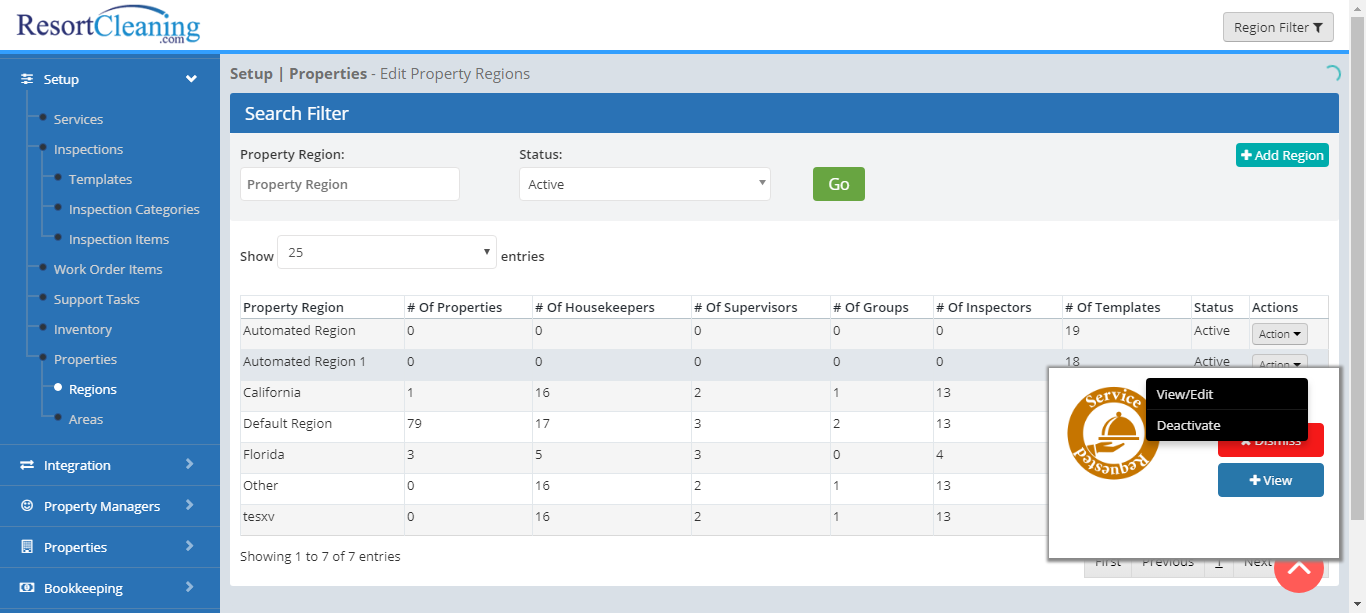 ResortCleaning
.com
Region Filter
Setup
Services
Inspections
Templates
Inspection Categories
Inspection Items
Work Order Items
Support Tasks
Inventory
Properties
Regions
Areas
Integration
Property Managers
Properties
Bookkeeping
Setup | Properties - Edit Property Regions
Search Filter
Property Region: Status:
Property Region Active Go
Add Region
Show 25 entries
Property Region # Of Properties # Of Housekeepers # Of Supervisors # Of Groups # Of Inspectors # Of Templates Status Actions
Automated Region 0 0 0 0 0 19 Active Action
Automated Region 1 0 0 0 0 0 18 Active Action
California 1 16 2 1 13
Default Region 79 17 3 2 13
Florida 3 5 3 0 4
Other 0 16 2 1 13
tesxv 0 16 2 1 13
Service
Requested
View/Edit
Deactivate
Dismiss
View
Showing 1 to 7 of 7 entries
First Previous 1 Next